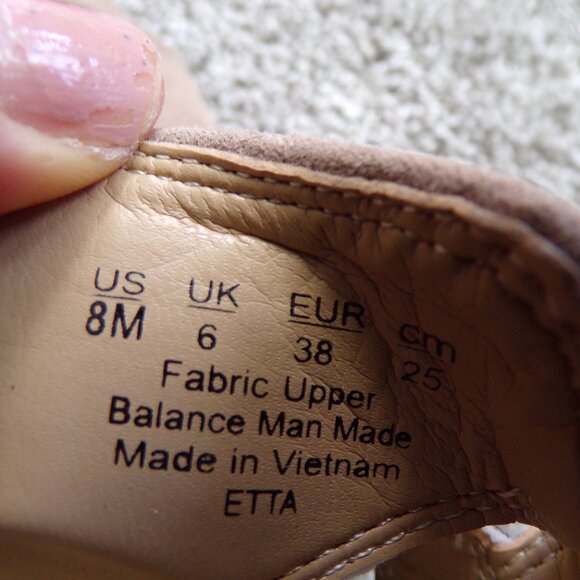 US UK EUR cm
8M 6 38 25
Fabric Upper
Balance Man Made
Made in Vietnam
ETTA